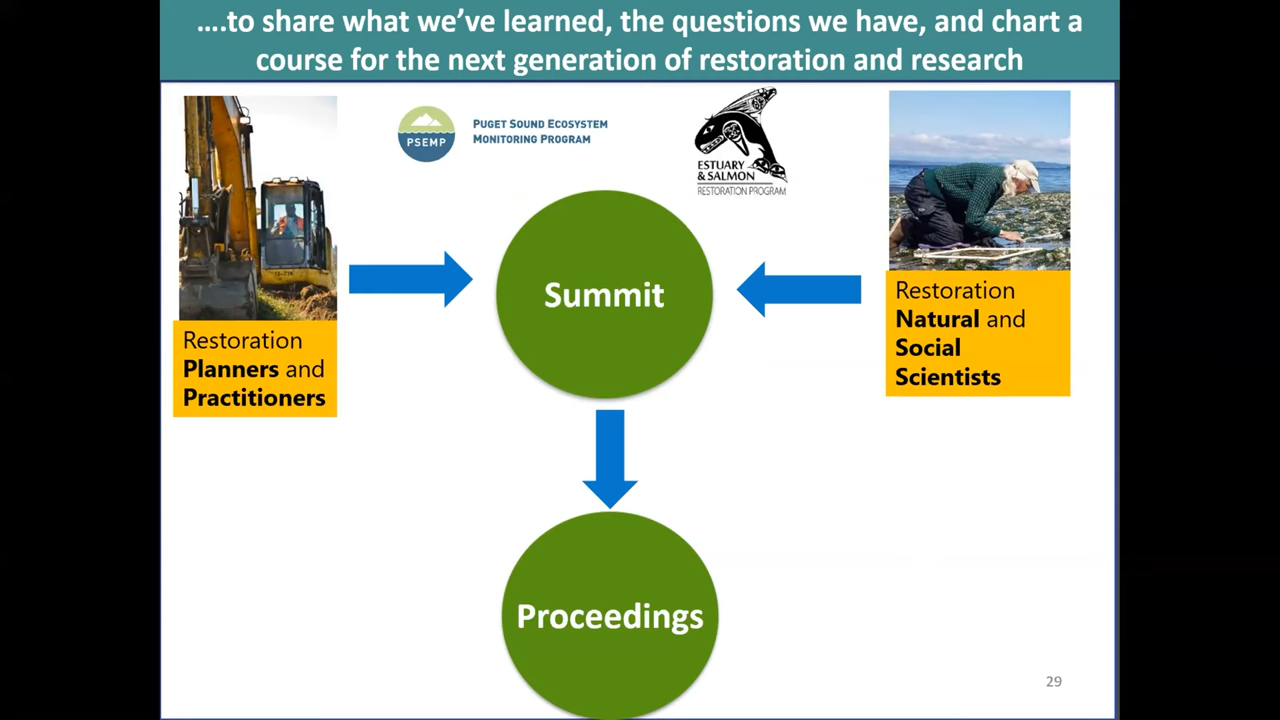 ….to share what we’ve learned, the questions we have, and chart a
course for the next generation of restoration and research
PSEMP
PUGET SOUND ECOSYSTEM
MONITORING PROGRAM
ESTUARY
& SALMON
RESTORATION PROGRAM
Summit
Restoration
Planners and
Practitioners
Restoration
Natural and
Social
Scientists
Proceedings
29